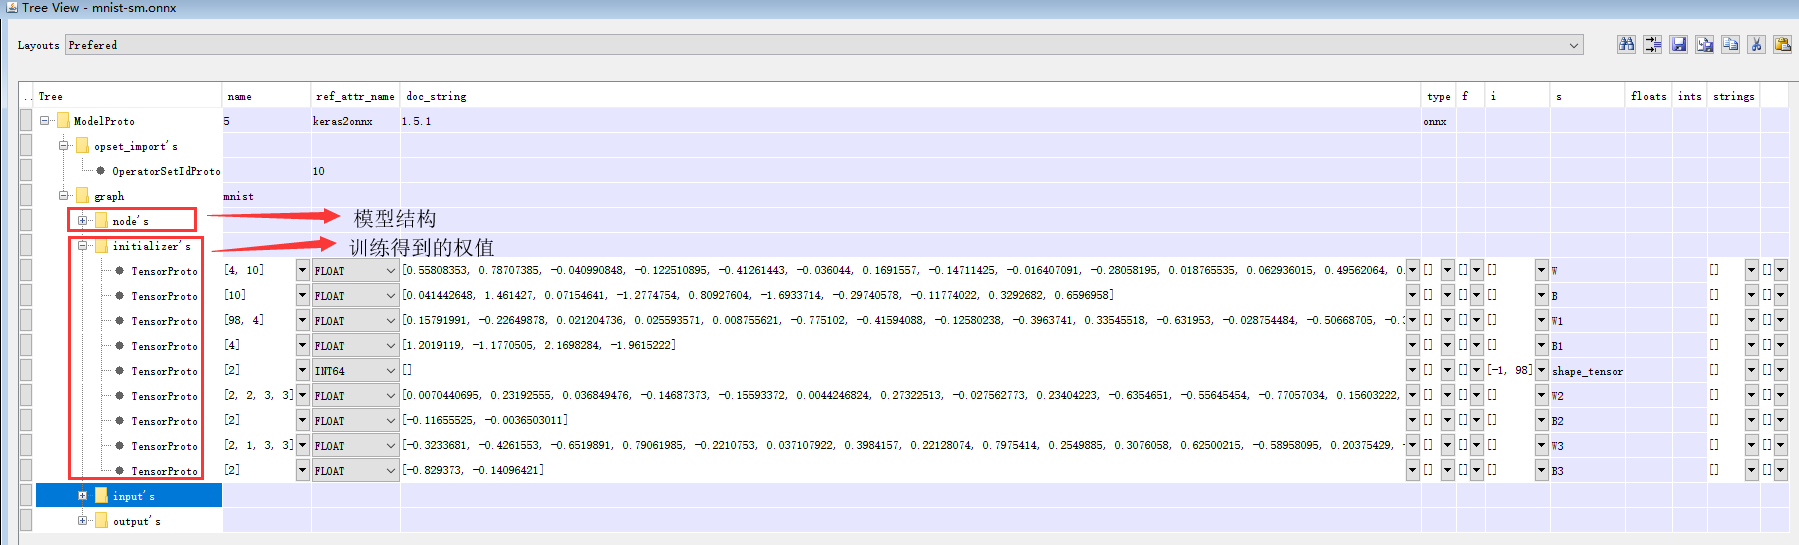 Tree View - mnist-sm.onnx
Layouts Prefered
.. Tree name ref_attr_name doc_string type f i s floats ints strings
ModelProto 5 keras2onnx 1.5.1 onnx
opset_import's
OperatorSetIdProto 10
graph mnist
node's 模型结构
initializer's 训练得到的权值
TensorProto [4, 10] FLOAT [0.55808353, 0.78707385, -0.040990848, -0.122510895, -0.41261443, -0.036044, 0.1691557, -0.14711425, -0.016407091, -0.28058195, 0.018765535, 0.062936015, 0.49562064, [] [] [] W [] []
TensorProto [10] FLOAT [0.041442648, 1.461427, 0.07154641, -1.2774754, 0.80927604, -1.6933714, -0.29740578, -0.11774022, 0.3292682, 0.6596958] [] [] [] B [] []
TensorProto [98, 4] FLOAT [0.15791991, -0.22649878, 0.021204736, 0.025593571, 0.008755621, -0.775102, -0.41594088, -0.12580238, -0.3963741, 0.33545518, -0.631953, -0.028754484, -0.50668705, [] [] [] W1 [] []
TensorProto [4] FLOAT [1.2019119, -1.1770505, 2.1698284, -1.9615222] [] [] [] B1 [] []
TensorProto [2] INT64 [] [] [] [-1, 98] shape_tensor [] []
TensorProto [2, 2, 3, 3] FLOAT [0.0070440695, 0.23192555, 0.036849476, -0.14687373, -0.15593372, 0.0044246824, 0.27322513, -0.027562773, 0.23404223, -0.6354651, -0.55645454, -0.77057034, 0.15603222, [] [] [] W2 [] []
TensorProto [2] FLOAT [-0.11655525, -0.0036503011] [] [] [] B2 [] []
TensorProto [2, 1, 3, 3] FLOAT [-0.3233681, -0.4261553, -0.6519891, 0.79061985, -0.2210753, 0.037107922, 0.3984157, 0.22128074, 0.7975414, 0.2549885, 0.3076058, 0.62500215, -0.58958095, 0.20375429, - [] [] [] W3 [] []
TensorProto [2] FLOAT [-0.829373, -0.14096421] [] [] [] B3 [] []
input's
output's